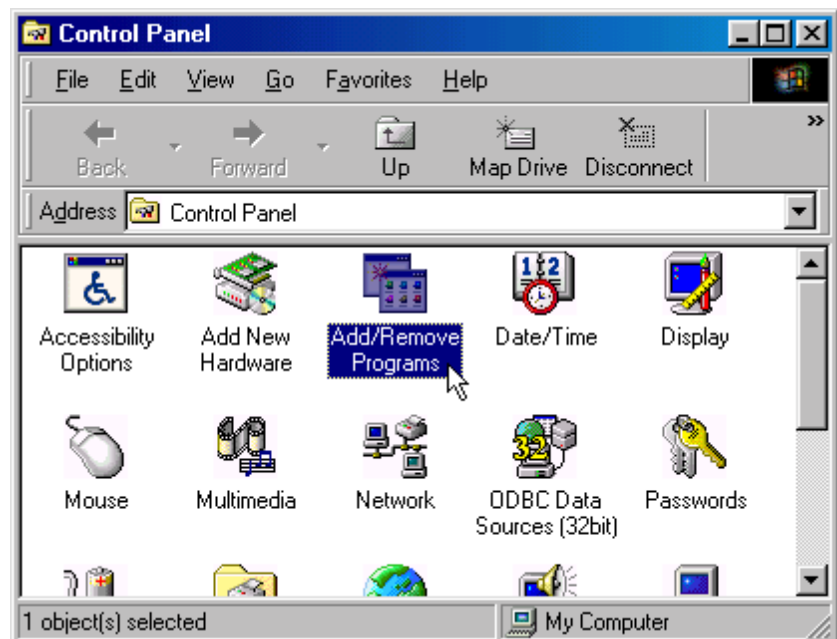 Control Panel
File Edit View Go Favorites Help
Back Forward Up Map Drive Disconnect »
Address Control Panel
Accessibility Options
Add New Hardware
Add/Remove Programs
Date/Time
Display
Mouse
Multimedia
Network
ODBC Data Sources (32bit)
Passwords
1 object(s) selected
My Computer